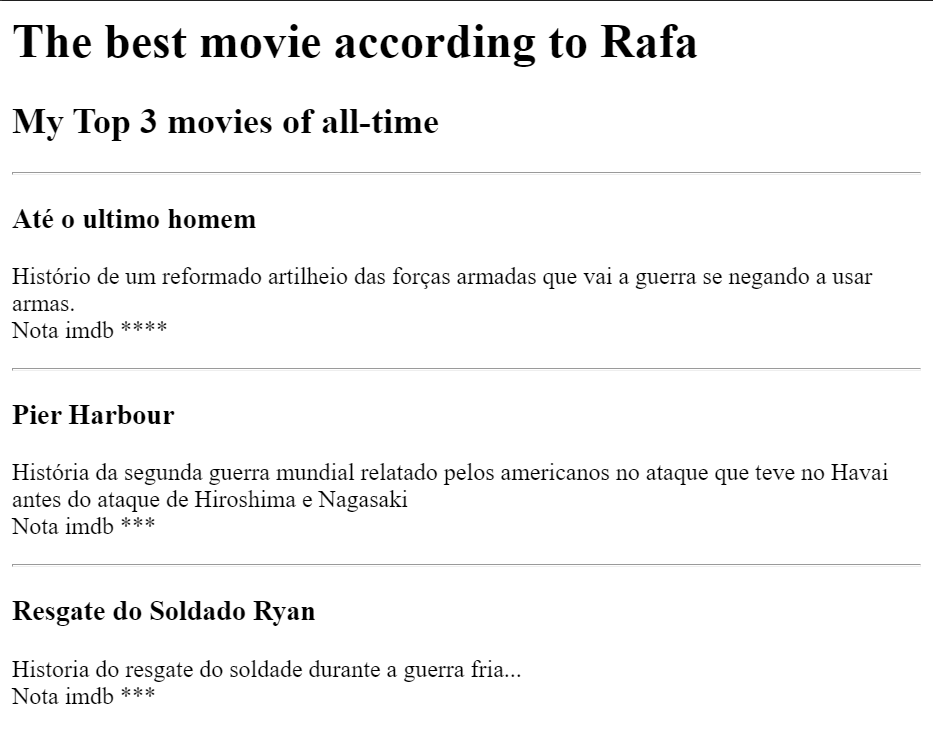 The best movie according to Rafa
My Top 3 movies of all-time
Até o ultimo homem
Histório de um reformado artilheio das forças armadas que vai a guerra se negando a usar
armas.
Nota imdb ****
Pier Harbour
História da segunda guerra mundial relatado pelos americanos no ataque que teve no Havai
antes do ataque de Hiroshima e Nagasaki
Nota imdb ***
Resgate do Soldado Ryan
Historia do resgate do soldade durante a guerra fria...
Nota imdb ***